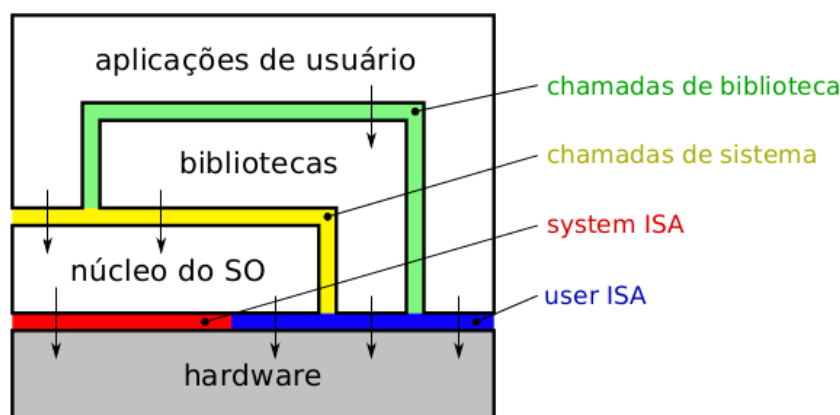 aplicações de usuário
chamadas de biblioteca
bibliotecas
chamadas de sistema
system ISA
núcleo do SO
user ISA
hardware